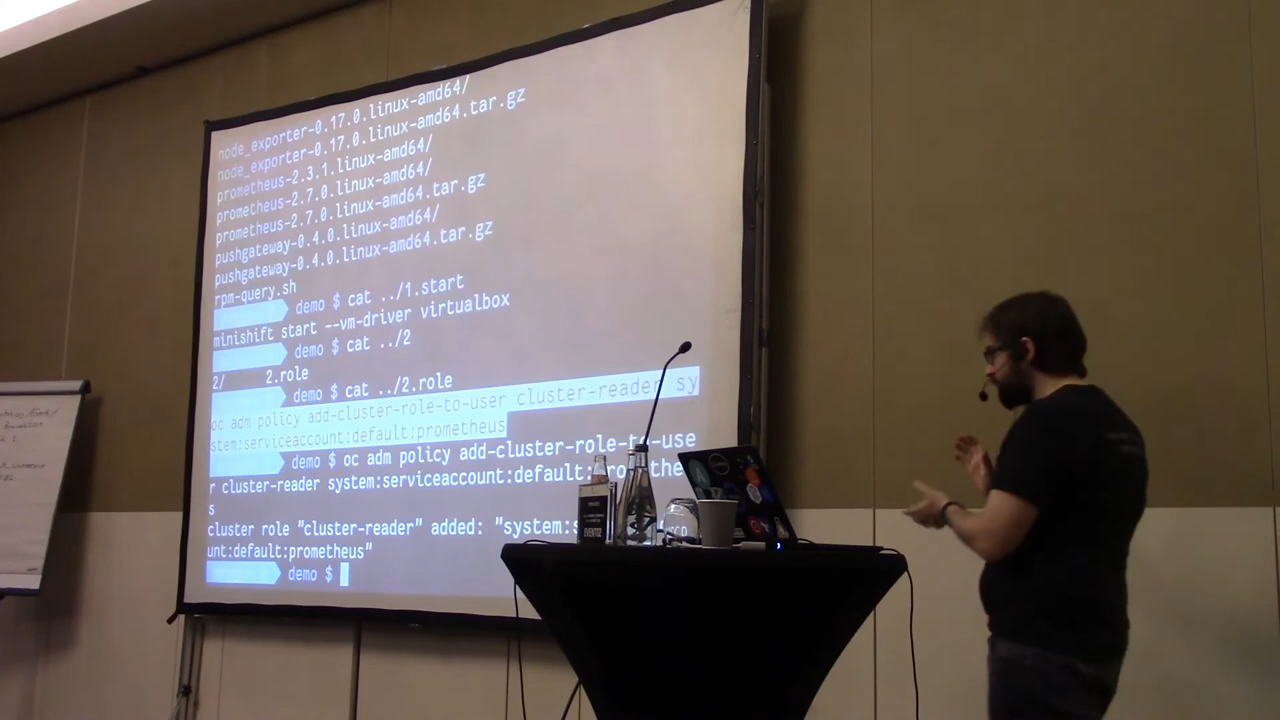 node_exporter-0.17.0.linux-amd64/
node_exporter-0.17.0.linux-amd64.tar.gz
prometheus-2.3.1.linux-amd64/
prometheus-2.7.0.linux-amd64/
prometheus-2.7.0.linux-amd64.tar.gz
pushgateway-0.4.0.linux-amd64/
pushgateway-0.4.0.linux-amd64.tar.gz
rpm-query.sh
demo $ cat ../1.start
minishift start --vm-driver virtualbox
demo $ cat ../2
2/ 2.role
demo $ cat ../2.role
oc adm policy add-cluster-role-to-user cluster-reader sy
stem:serviceaccount:default:prometheus
demo $ oc adm policy add-cluster-role-to-use
r cluster-reader system:serviceaccount:default:prometheu
s
cluster role "cluster-reader" added: "system:s
unt:default:prometheus"
demo $